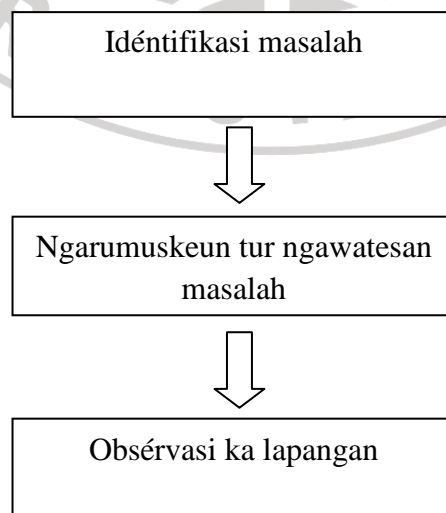 Idéntifikasi masalah
Ngarumuskeun tur ngawatesan
masalah
Obsérvasi ka lapangan